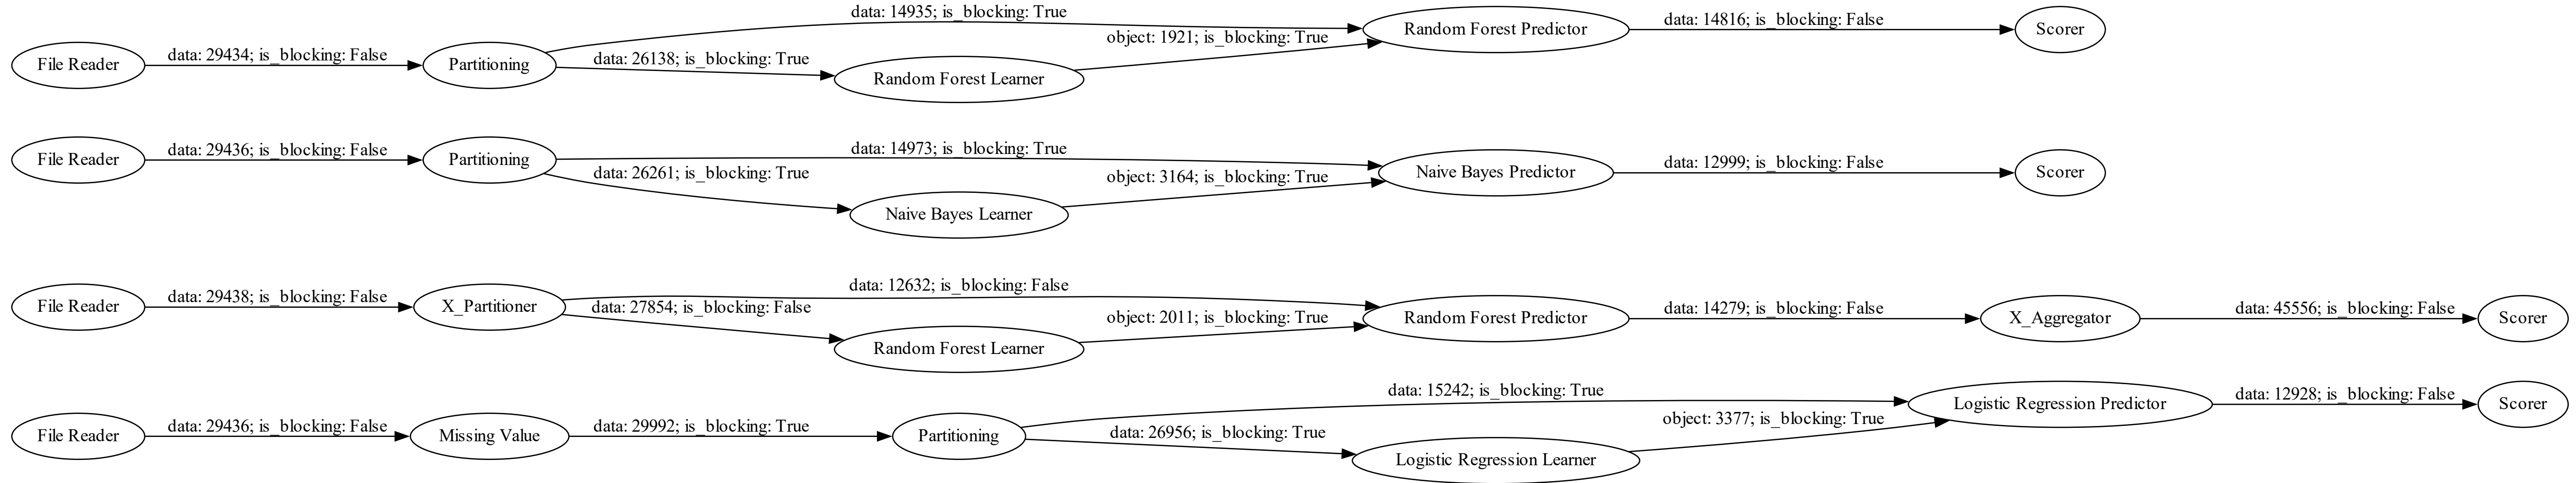 data: 14935; is_blocking: True
data: 14816; is_blocking: False
Random Forest Predictor
Scorer
object: 1921; is_blocking: True
data: 29434; is_blocking: False
data: 26138; is_blocking: True
File Reader
Partitioning
Random Forest Learner
data: 29436; is_blocking: False
data: 14973; is_blocking: True
data: 12999; is_blocking: False
File Reader
Partitioning
data: 26261; is_blocking: True
object: 3164; is_blocking: True
Naive Bayes Predictor
Scorer
Naive Bayes Learner
data: 12632; is_blocking: False
data: 29438; is_blocking: False
data: 27854; is_blocking: False
File Reader
X_Partitioner
object: 2011; is_blocking: True
Random Forest Predictor
data: 14279; is_blocking: False
X_Aggregator
data: 45556; is_blocking: False
Scorer
Random Forest Learner
data: 15242; is_blocking: True
data: 12928; is_blocking: False
Logistic Regression Predictor
Scorer
object: 3377; is_blocking: True
data: 29436; is_blocking: False
data: 29992; is_blocking: True
data: 26956; is_blocking: True
File Reader
Missing Value
Partitioning
Logistic Regression Learner